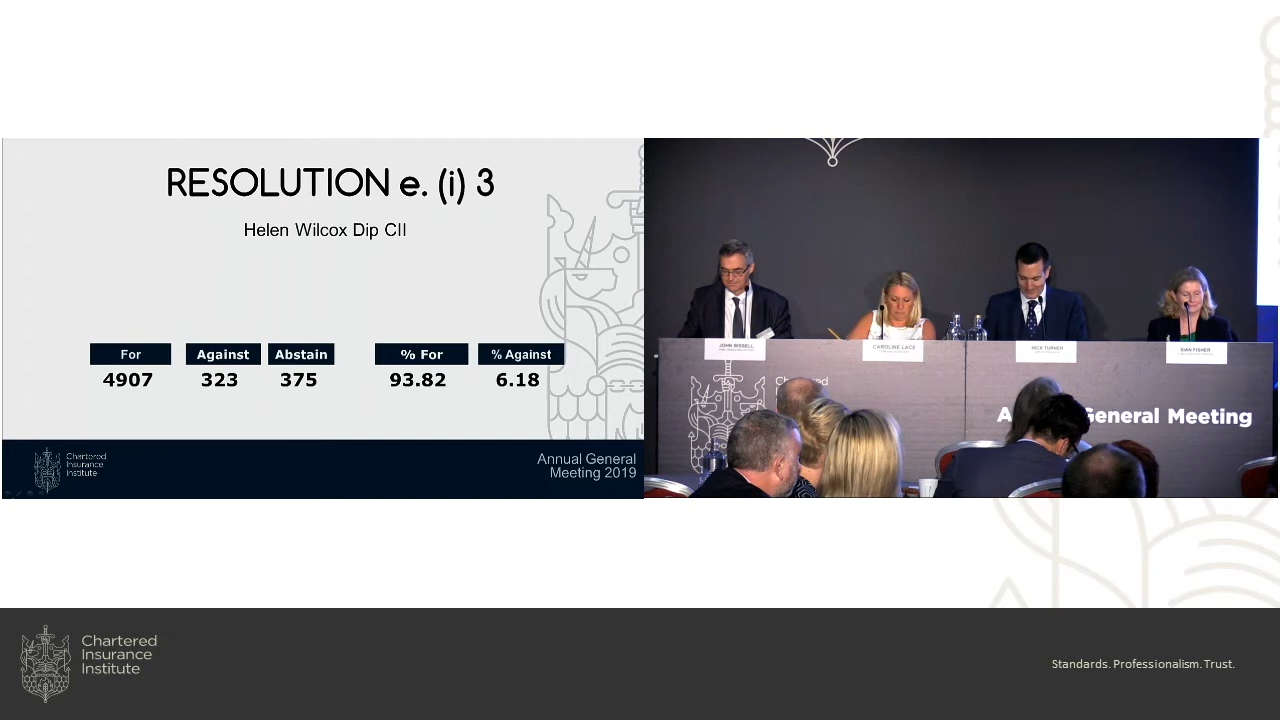 RESOLUTION e. (i) 3
Helen Wilcox Dip CII
For Against Abstain % For % Against
4907 323 375 93.82 6.18
Chartered
Insurance
Institute
Annual General
Meeting 2019
JOHN BISSELL
CAROLINE LACE
NICK TURNER
SIAN FISHER
Chartered
General Meeting
Chartered
Insurance
Institute
Standards. Professionalism. Trust.